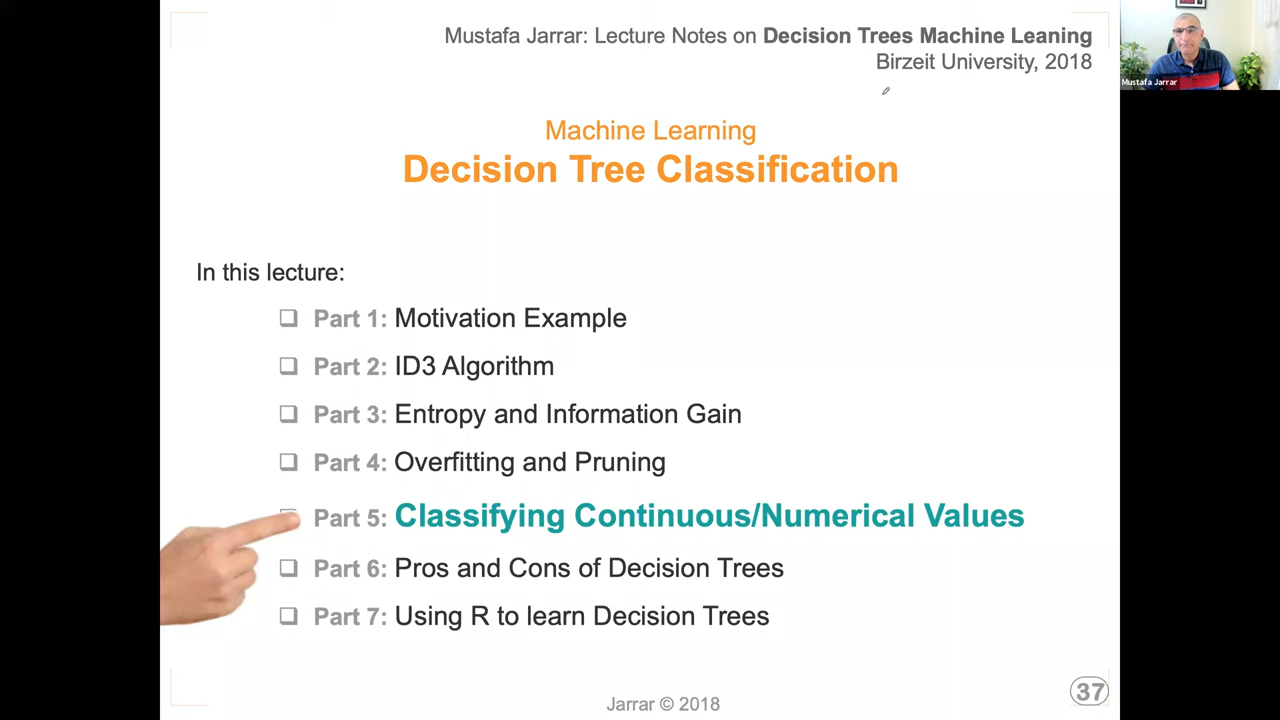 Mustafa Jarrar: Lecture Notes on Decision Trees Machine Leaning
Birzeit University, 2018
Mustafa Jarrar
Machine Learning
Decision Tree Classification
In this lecture:
Part 1: Motivation Example
Part 2: ID3 Algorithm
Part 3: Entropy and Information Gain
Part 4: Overfitting and Pruning
Part 5: Classifying Continuous/Numerical Values
Part 6: Pros and Cons of Decision Trees
Part 7: Using R to learn Decision Trees
Jarrar © 2018
37